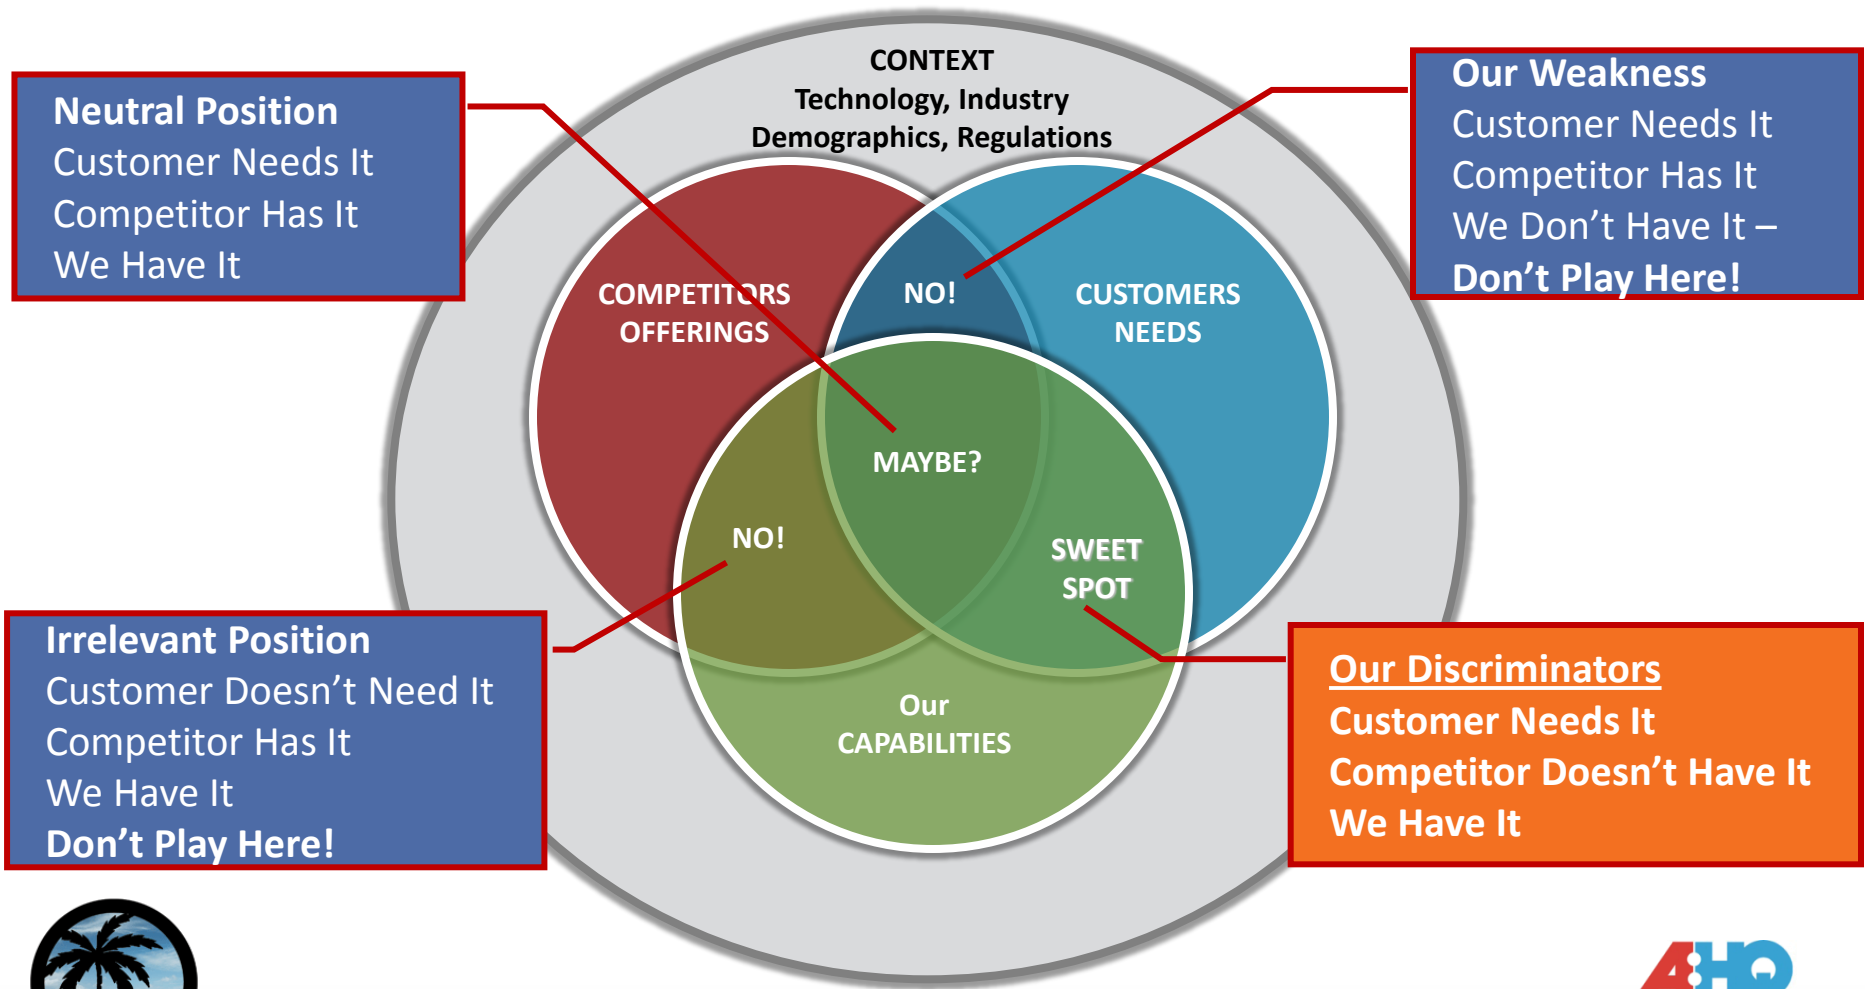 CONTEXT
Technology, Industry
Demographics, Regulations
Neutral Position
Customer Needs It
Competitor Has It
We Have It
Our Weakness
Customer Needs It
Competitor Has It
We Don't Have It –
Don't Play Here!
COMPETITORS
OFFERINGS
NO!
CUSTOMERS
NEEDS
MAYBE?
NO!
SWEET
SPOT
Our
CAPABILITIES
Irrelevant Position
Customer Doesn't Need It
Competitor Has It
We Have It
Don't Play Here!
Our Discriminators
Customer Needs It
Competitor Doesn't Have It
We Have It